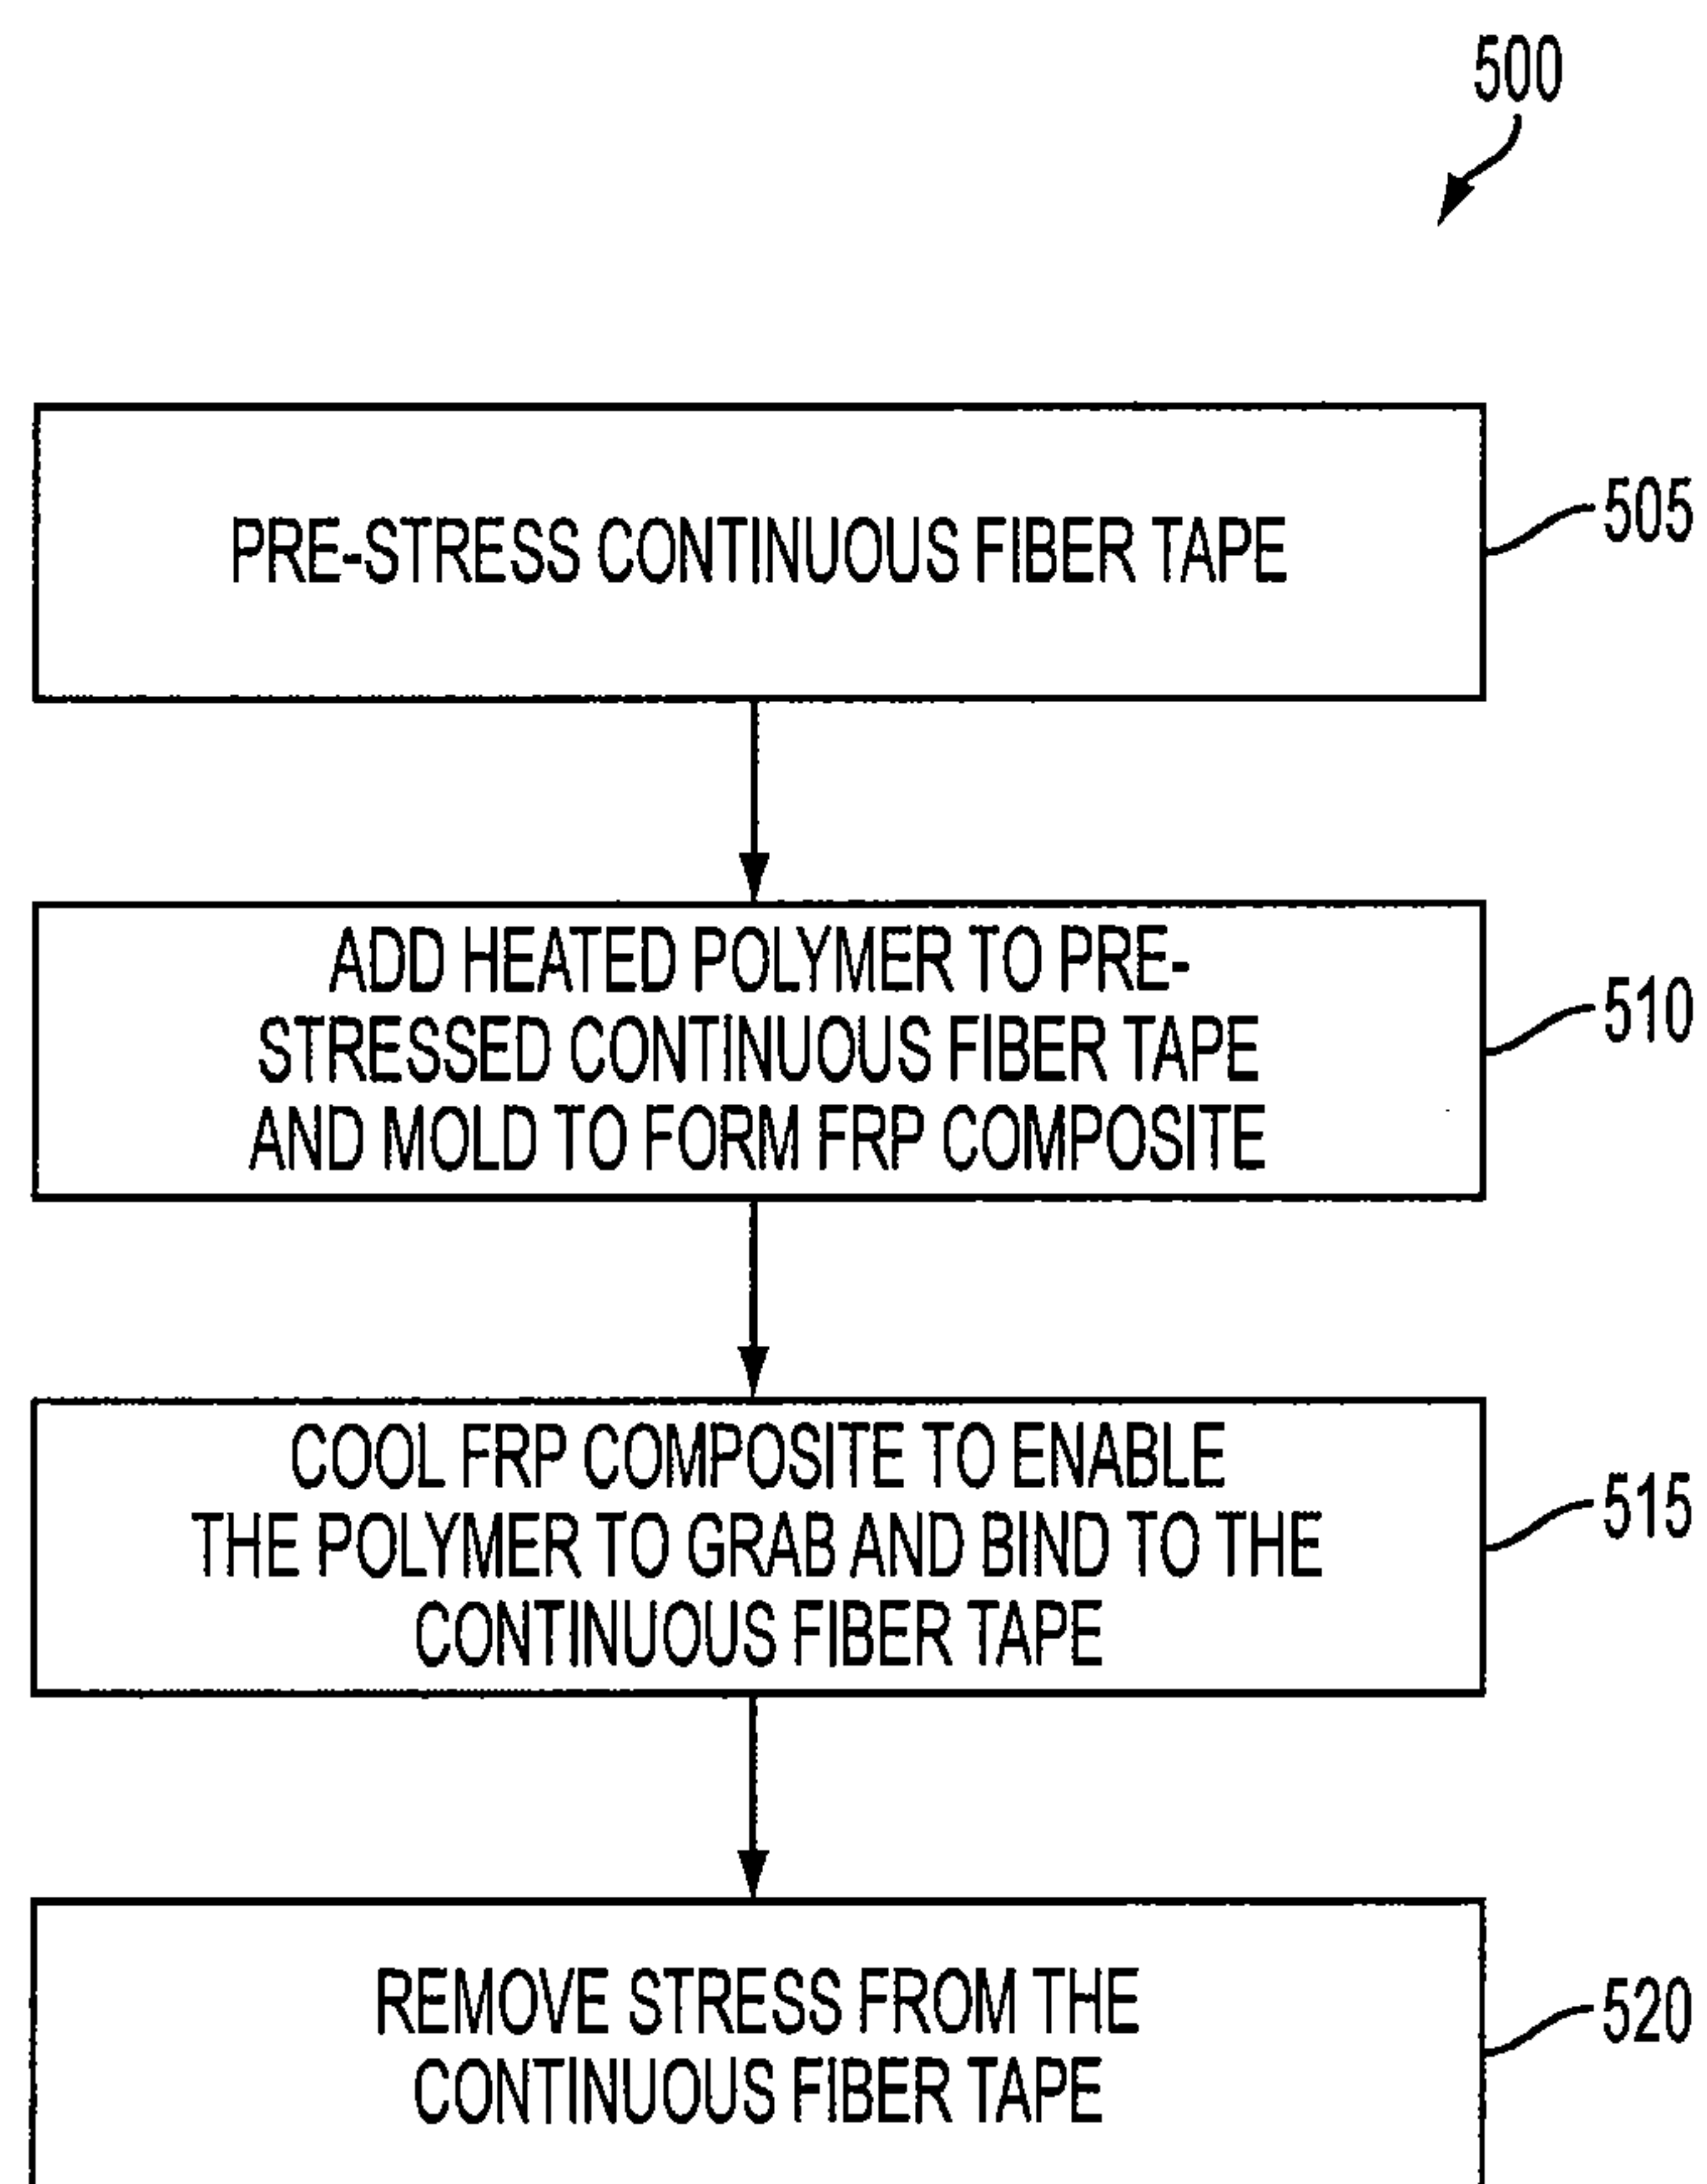 500
PRE-STRESS CONTINUOUS FIBER TAPE
505
ADD HEATED POLYMER TO PRE-
STRESSED CONTINUOUS FIBER TAPE
AND MOLD TO FORM FRP COMPOSITE
510
COOL FRP COMPOSITE TO ENABLE
THE POLYMER TO GRAB AND BIND TO THE
CONTINUOUS FIBER TAPE
515
REMOVE STRESS FROM THE
CONTINUOUS FIBER TAPE
520